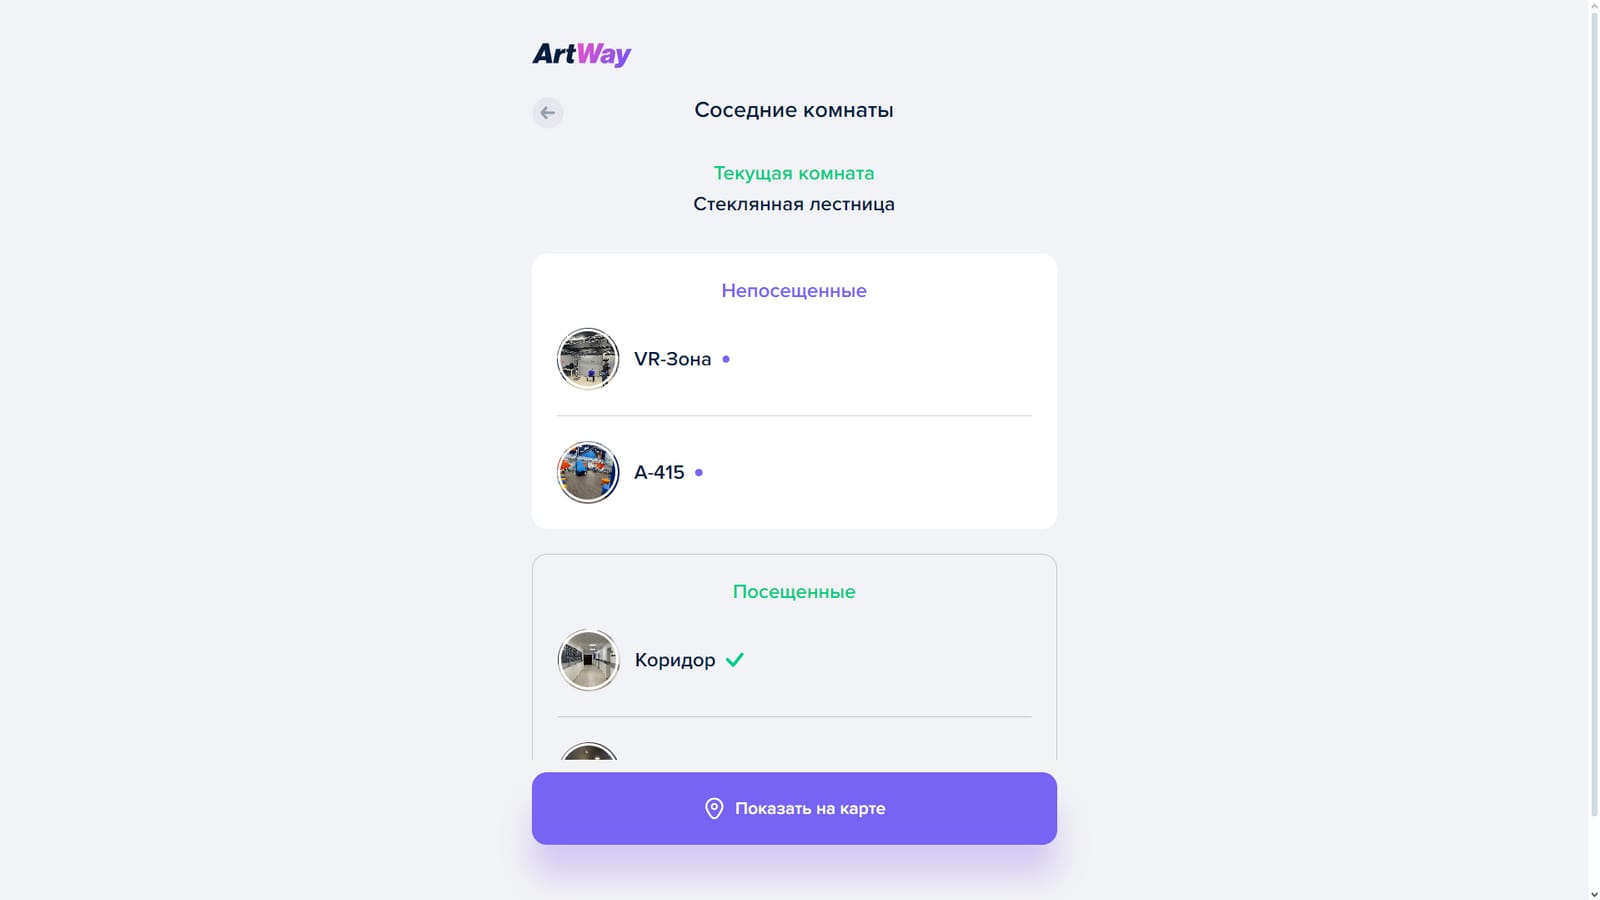 ArtWay
Соседние комнаты
Текущая комната
Стеклянная лестница
Непосещенные
VR-Зона
А-415
Посещенные
Коридор
Показать на карте